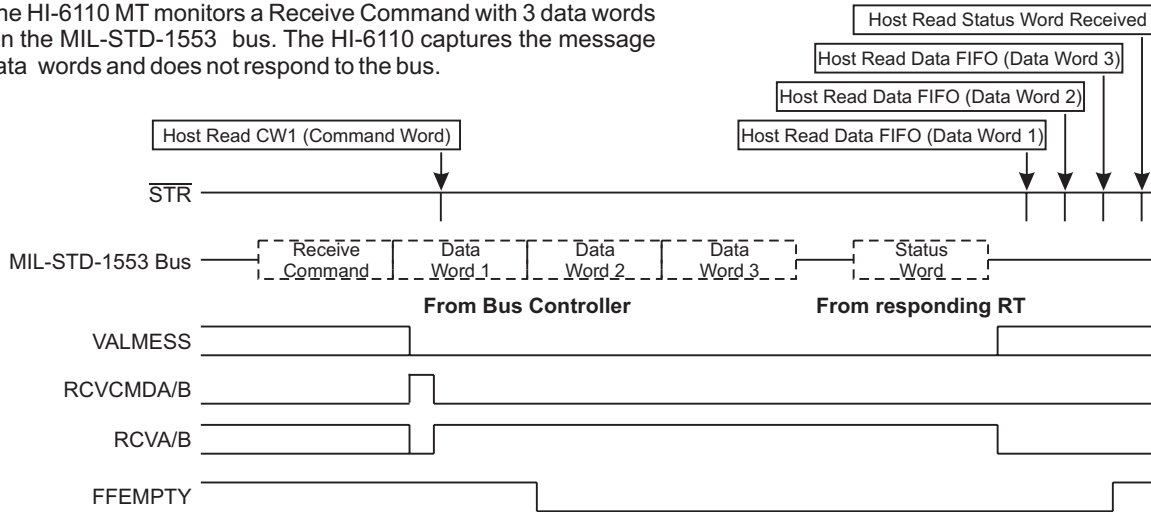 he HI-6110 MT monitors a Receive Command with 3 data words
n the MIL-STD-1553 bus. The HI-6110 captures the message
ata words and does not respond to the bus.
Host Read Status Word Received
Host Read Data FIFO (Data Word 3)
Host Read Data FIFO (Data Word 2)
Host Read CW1 (Command Word)
Host Read Data FIFO (Data Word 1)
STR
MIL-STD-1553 Bus
Receive
Command
Data
Word 1
Data
Word 2
Data
Word 3
Status
Word
From Bus Controller
From responding RT
VALMESS
RCVCMDA/B
RCVA/B
FFEMPTY